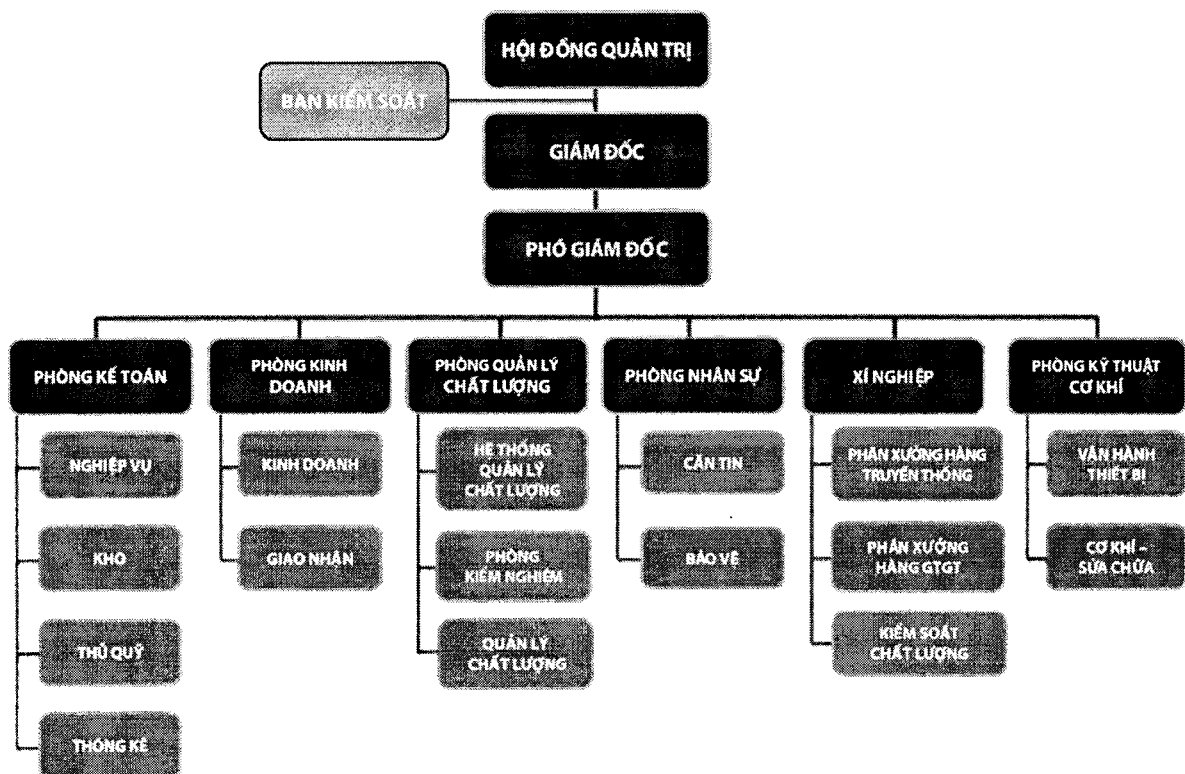 HỘI ĐỒNG QUẢN TRỊ
BAN KIỂM SOÁT
GIÁM ĐỐC
PHÓ GIÁM ĐỐC
PHÒNG KẾ TOÁN
PHÒNG KINH
DOANH
PHÒNG QUẢN LÝ
CHẤT LƯỢNG
PHÒNG NHÂN SỰ
XÍ NGHIỆP
PHÒNG KỸ THUẬT
CƠ KHÍ
NGHIỆP VỤ
KHO
THỦ QUỸ
THỐNG KÊ
KINH DOANH
GIAO NHẬN
HỆ THỐNG
QUẢN LÝ
CHẤT LƯỢNG
PHÒNG
KIỂM NGHIỆM
QUẢN LÝ
CHẤT LƯỢNG
CĂN TIN
BẢO VỆ
PHÂN XƯỞNG HÀNG
TRUYỀN THỐNG
PHÂN XƯỞNG
HÀNG GTGT
KIỂM SOÁT
CHẤT LƯỢNG
VẬN HÀNH
THIẾT BỊ
CƠ KHÍ –
SỬA CHỮA